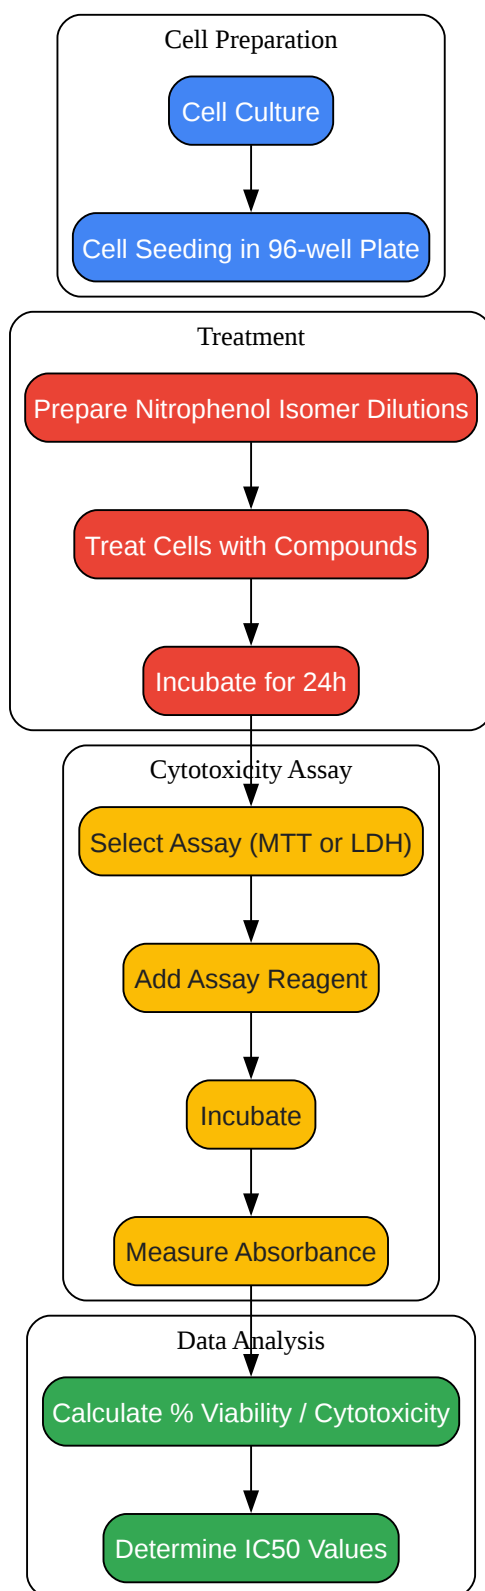 Cell Preparation
Cell Culture
Cell Seeding in 96-well Plate
Treatment
Prepare Nitrophenol Isomer Dilutions
Treat Cells with Compounds
Incubate for 24h
Cytotoxicity Assay
Select Assay (MTT or LDH)
Add Assay Reagent
Incubate
Measure Absorbance
Data Analysis
Calculate % Viability / Cytotoxicity
Determine IC50 Values